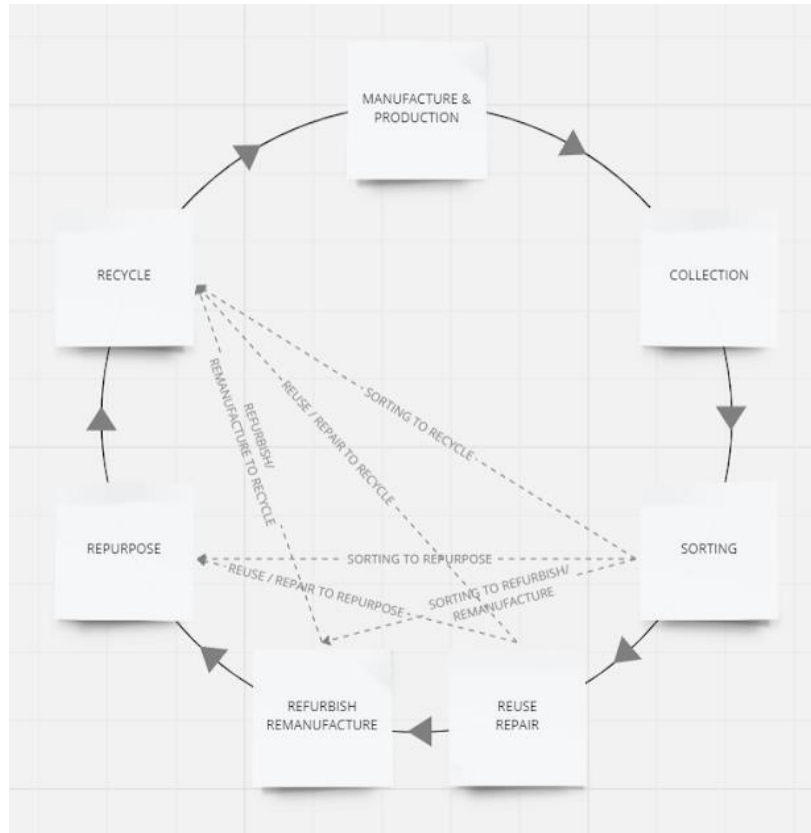 MANUFACTURE &
PRODUCTION
RECYCLE
COLLECTION
SORTING TO RECYCLE
REUSE / REPAIR TO RECYCLE
REFURBISH/
REMANUFACTURE TO RECYCLE
REPURPOSE
SORTING
SORTING TO REPURPOSE
REUSE / REPAIR TO REPURPOSE
SORTING TO REFURBISH/
REMANUFACTURE
REFURBISH
REMANUFACTURE
REUSE
REPAIR